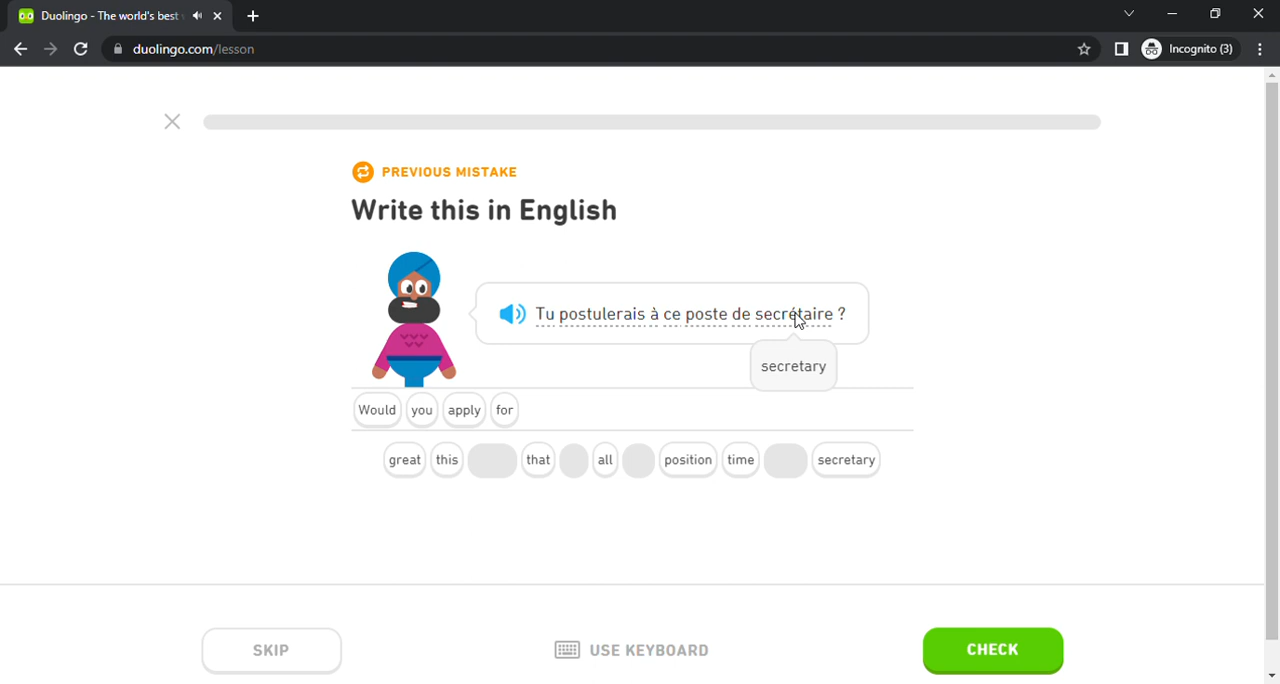 Duolingo - The world's best
duolingo.com/lesson
Incognito (3)
PREVIOUS MISTAKE
Write this in English
Tu postulerais à ce poste de secrétaire ?
secretary
Would you apply for
great this that all position time secretary
SKIP
USE KEYBOARD
CHECK